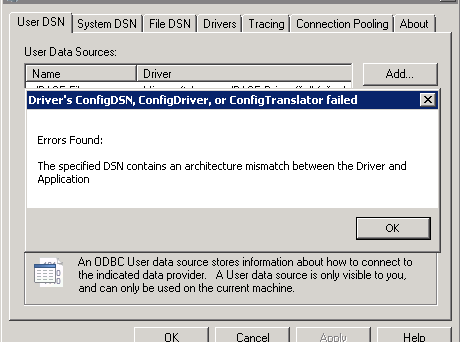 User DSN System DSN File DSN Drivers Tracing Connection Pooling About
User Data Sources:
Name Driver
Add...
Driver's ConfigDSN, ConfigDriver, or ConfigTranslator failed
Errors Found:
The specified DSN contains an architecture mismatch between the Driver and
Application
OK
An ODBC User data source stores information about how to connect to
the indicated data provider. A User data source is only visible to you,
and can only be used on the current machine.
OK Cancel Apply Help